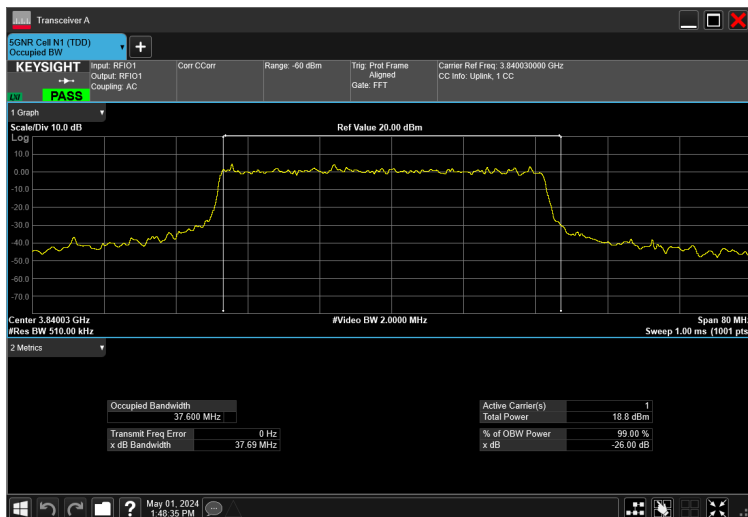 Transceiver A
5GNR Cell N1 (TDD)
Occupied BW
+
KEYSIGHT
LXI
PASS
Input: RFIO1
Output: RFIO1
Coupling: AC
Corr CCorr
Range: -60 dBm
Trig: Prot Frame
Aligned
Gate: FFT
Carrier Ref Freq: 3.840030000 GHz
CC Info: Uplink, 1 CC
1 Graph
Scale/Div 10.0 dB
Ref Value 20.00 dBm
Log
10.0
0.00
-10.0
-20.0
-30.0
-40.0
-50.0
-60.0
-70.0
Center 3.84003 GHz
#Video BW 2.0000 MHz
Span 80 MH
#Res BW 510.00 kHz
Sweep 1.00 ms (1001 pts
2 Metrics
Occupied Bandwidth
37.600 MHz
Transmit Freq Error 0 Hz
x dB Bandwidth 37.69 MHz
Active Carrier(s) 1
Total Power 18.8 dBm
% of OBW Power 99.00 %
x dB -26.00 dB
?
May 01, 2024
1:48:35 PM